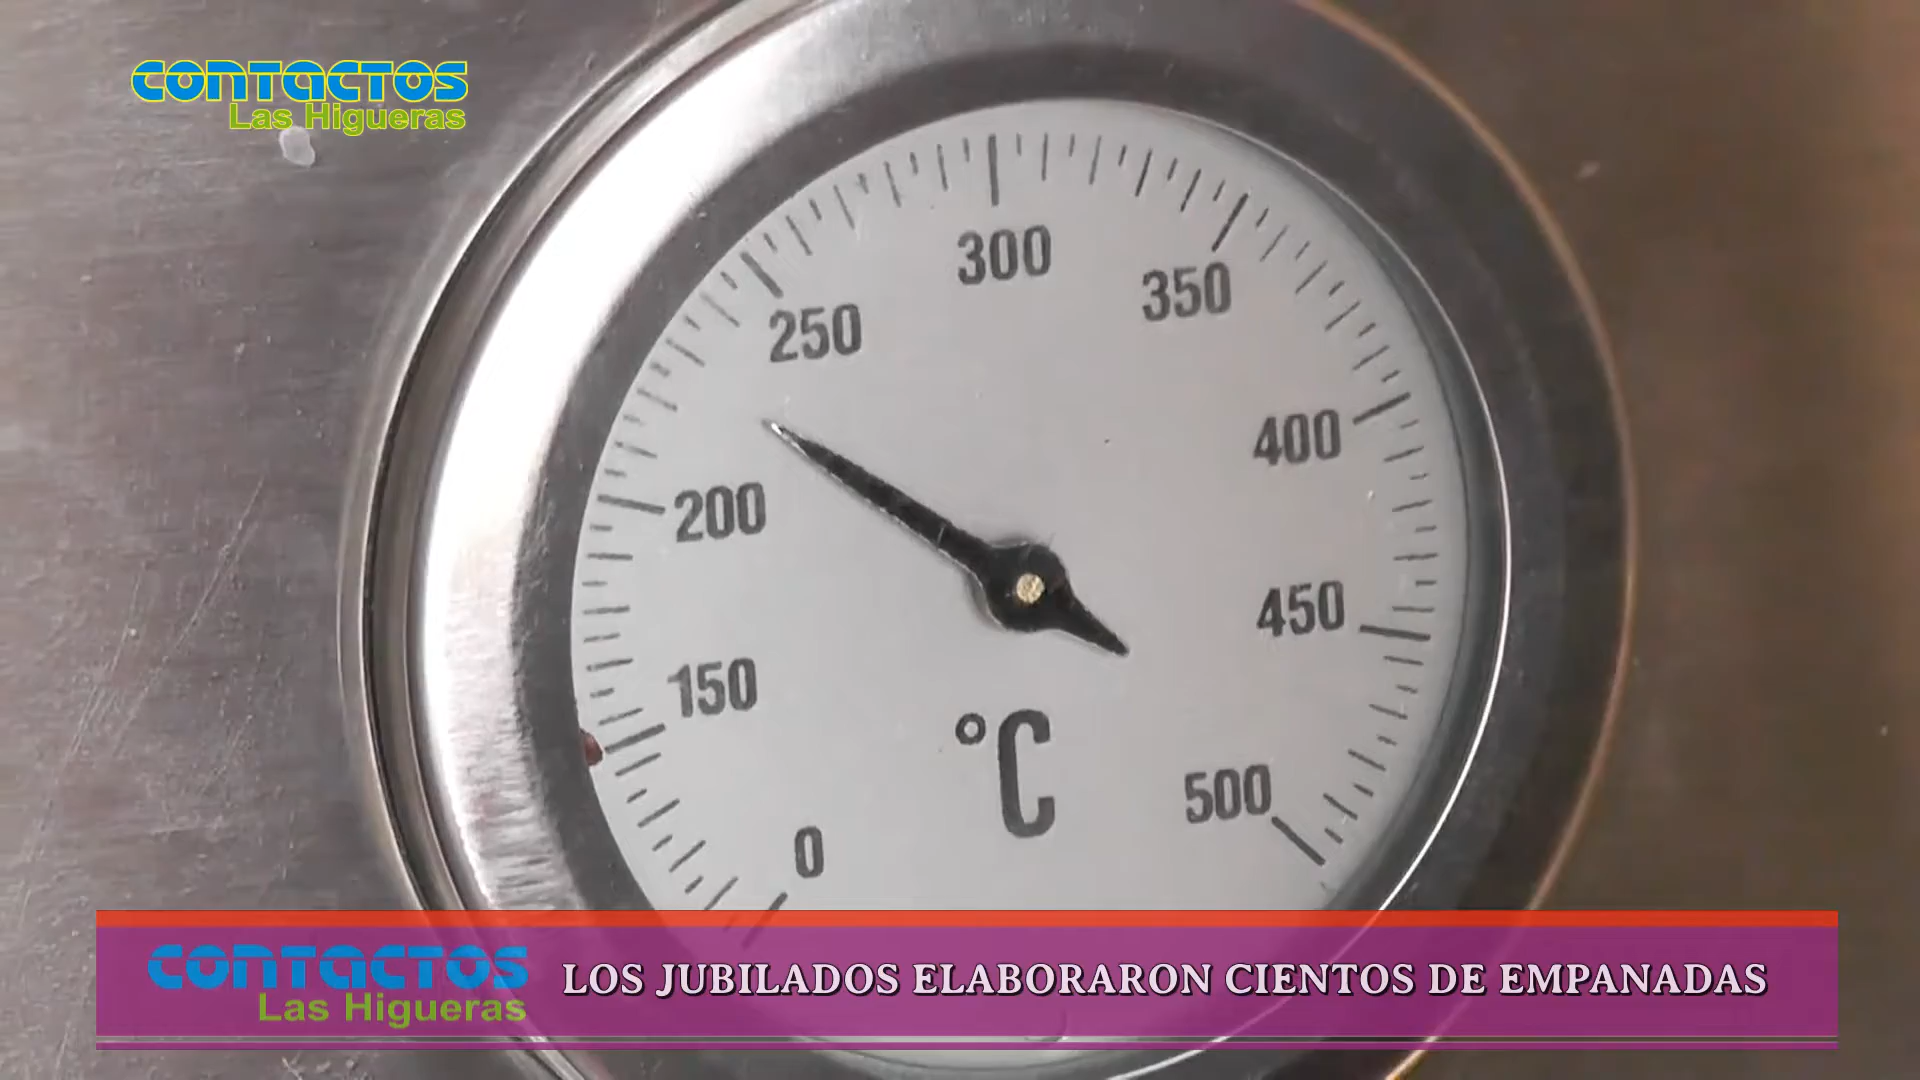 CONTACTOS
Las Higueras
300
350
250
400
200
450
150
500
0
°C
CONTACTOS
Las Higueras
LOS JUBILADOS ELABORARON CIENTOS DE EMPANADAS